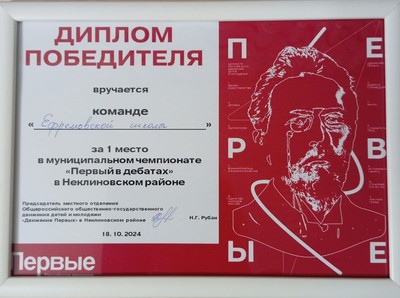 ДИПЛОМ
ПОБЕДИТЕЛЯ
вручается
команде
« Ефремовской школы »
за 1 место
в муниципальном чемпионате
«Первый в дебатах»
в Неклиновском районе
Председатель местного отделения
Общероссийского общественно-государственного
движения детей и молодежи
«Движение Первых» в Неклиновском районе
Н.Г. Рубан
18.10.2024
Первые
П
Е
Р
В
Ы
Е